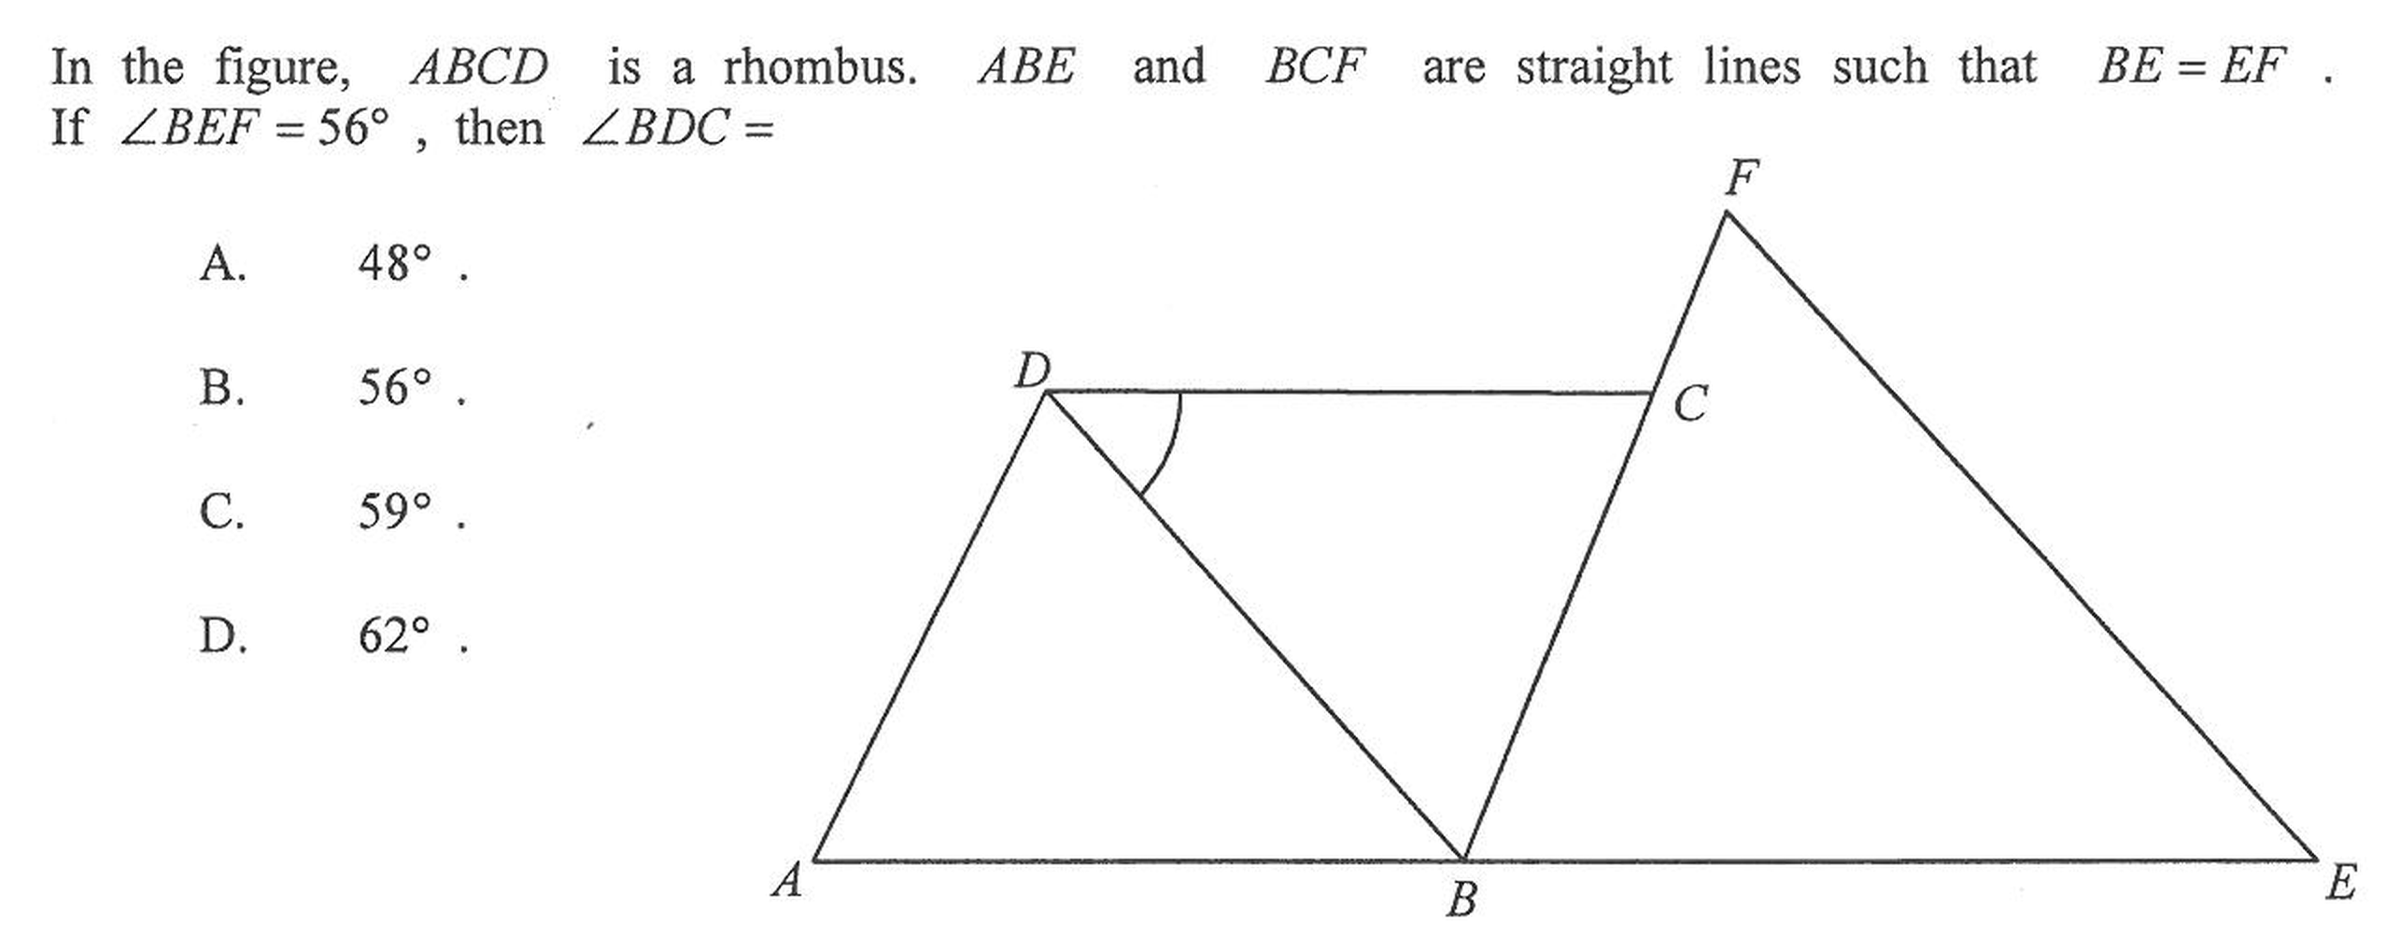 In the figure, ABCD is a rhombus. ABE and BCF are straight lines such that BE = EF .
If ∠BEF = 56° , then ∠BDC =
F
A. 48° .
D
B. 56° .
C
C. 59° .
D. 62° .
A
B
E